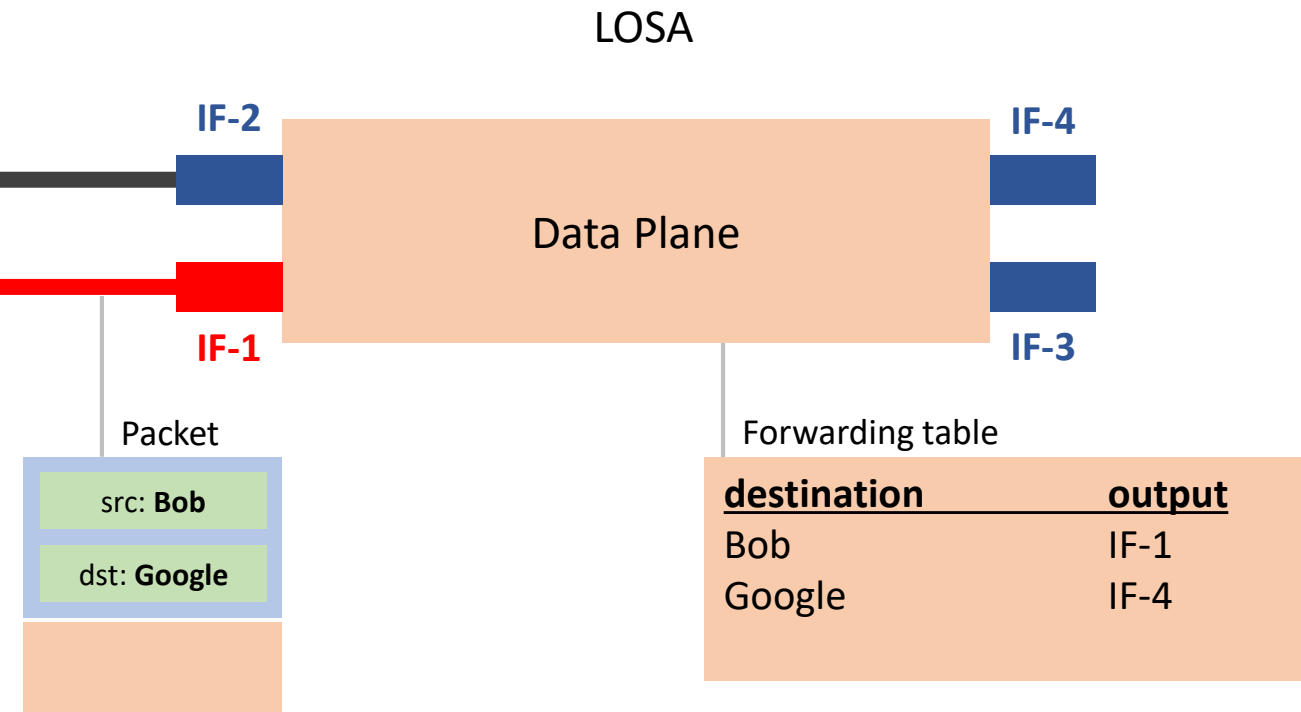 LOSA
IF-2
IF-4
Data Plane
IF-1
IF-3
Packet
src: Bob
dst: Google
Forwarding table
destination output
Bob IF-1
Google IF-4